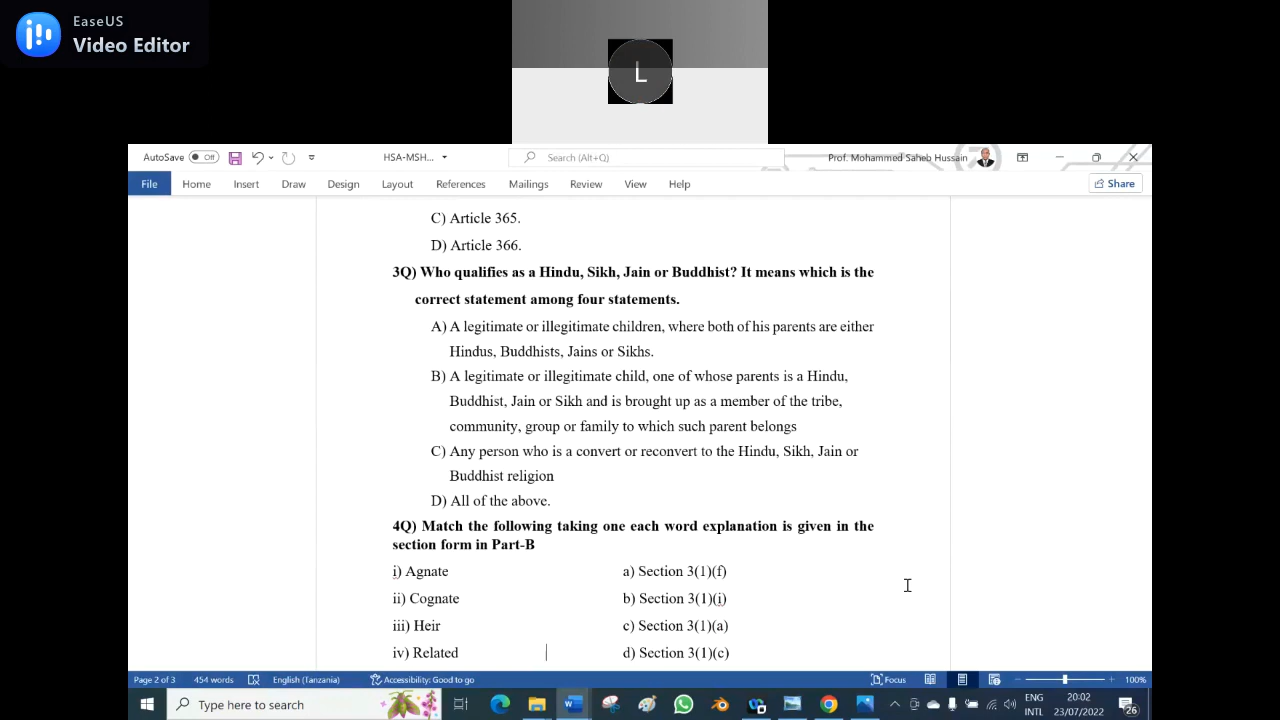 EaseUS
Video Editor
L
AutoSave Off HSA-MSH... Search (Alt+Q) Prof. Mohammed Saheb Hussain
File Home Insert Draw Design Layout References Mailings Review View Help Share
C) Article 365.
D) Article 366.
3Q) Who qualifies as a Hindu, Sikh, Jain or Buddhist? It means which is the
correct statement among four statements.
A) A legitimate or illegitimate children, where both of his parents are either
Hindus, Buddhists, Jains or Sikhs.
B) A legitimate or illegitimate child, one of whose parents is a Hindu,
Buddhist, Jain or Sikh and is brought up as a member of the tribe,
community, group or family to which such parent belongs
C) Any person who is a convert or reconvert to the Hindu, Sikh, Jain or
Buddhist religion
D) All of the above.
4Q) Match the following taking one each word explanation is given in the
section form in Part-B
i) Agnate a) Section 3(1)(f)
ii) Cognate b) Section 3(1)(j)
iii) Heir c) Section 3(1)(a)
iv) Related d) Section 3(1)(c)
Page 2 of 3 454 words English (Tanzania) Accessibility: Good to go Focus 100%
Type here to search ENG 20:02
INTL 23/07/2022 26